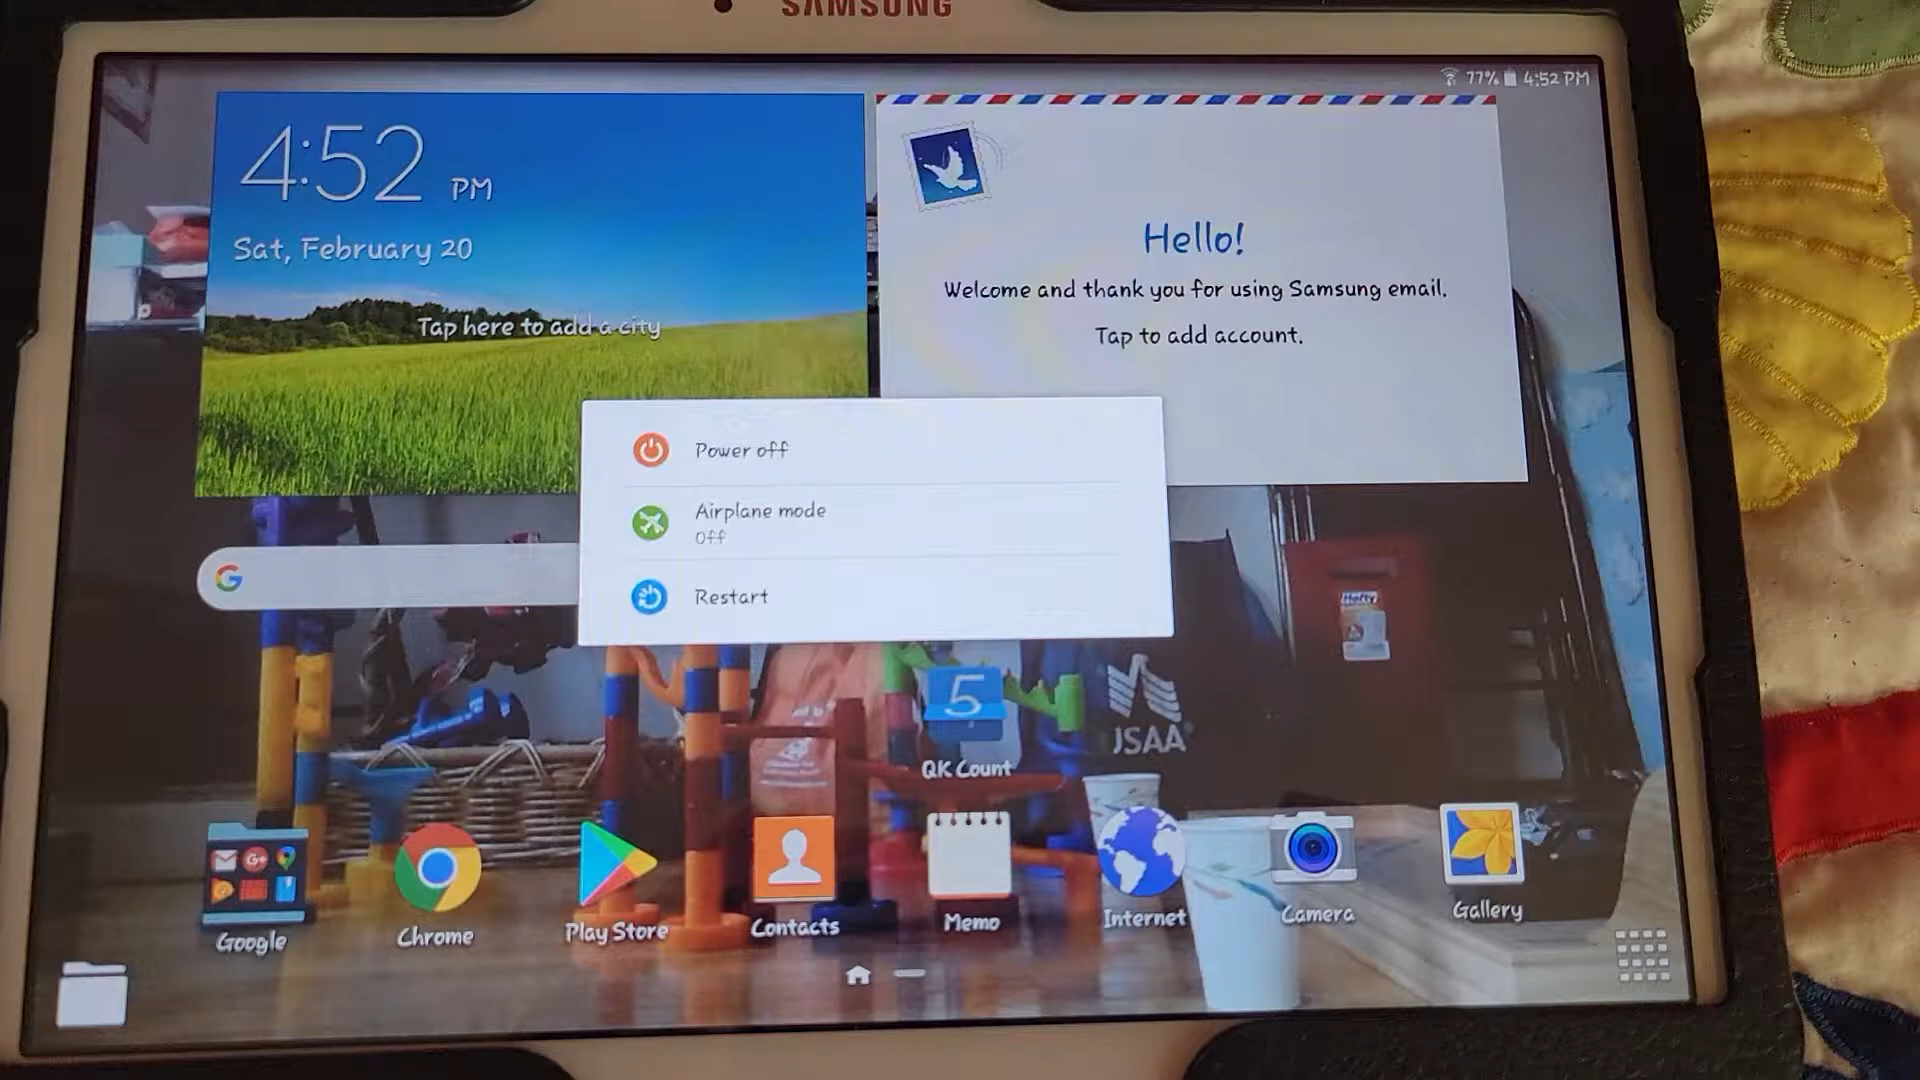 SAMSUNG
77% 4:52 PM
4:52 PM
Sat, February 20
Tap here to add a city
Hello!
Welcome and thank you for using Samsung email.
Tap to add account.
Power off
Airplane mode
Off
Restart
Hefty
5
QK Count
JSAA
Google
Chrome
Play Store
Contacts
Memo
Internet
Camera
Gallery